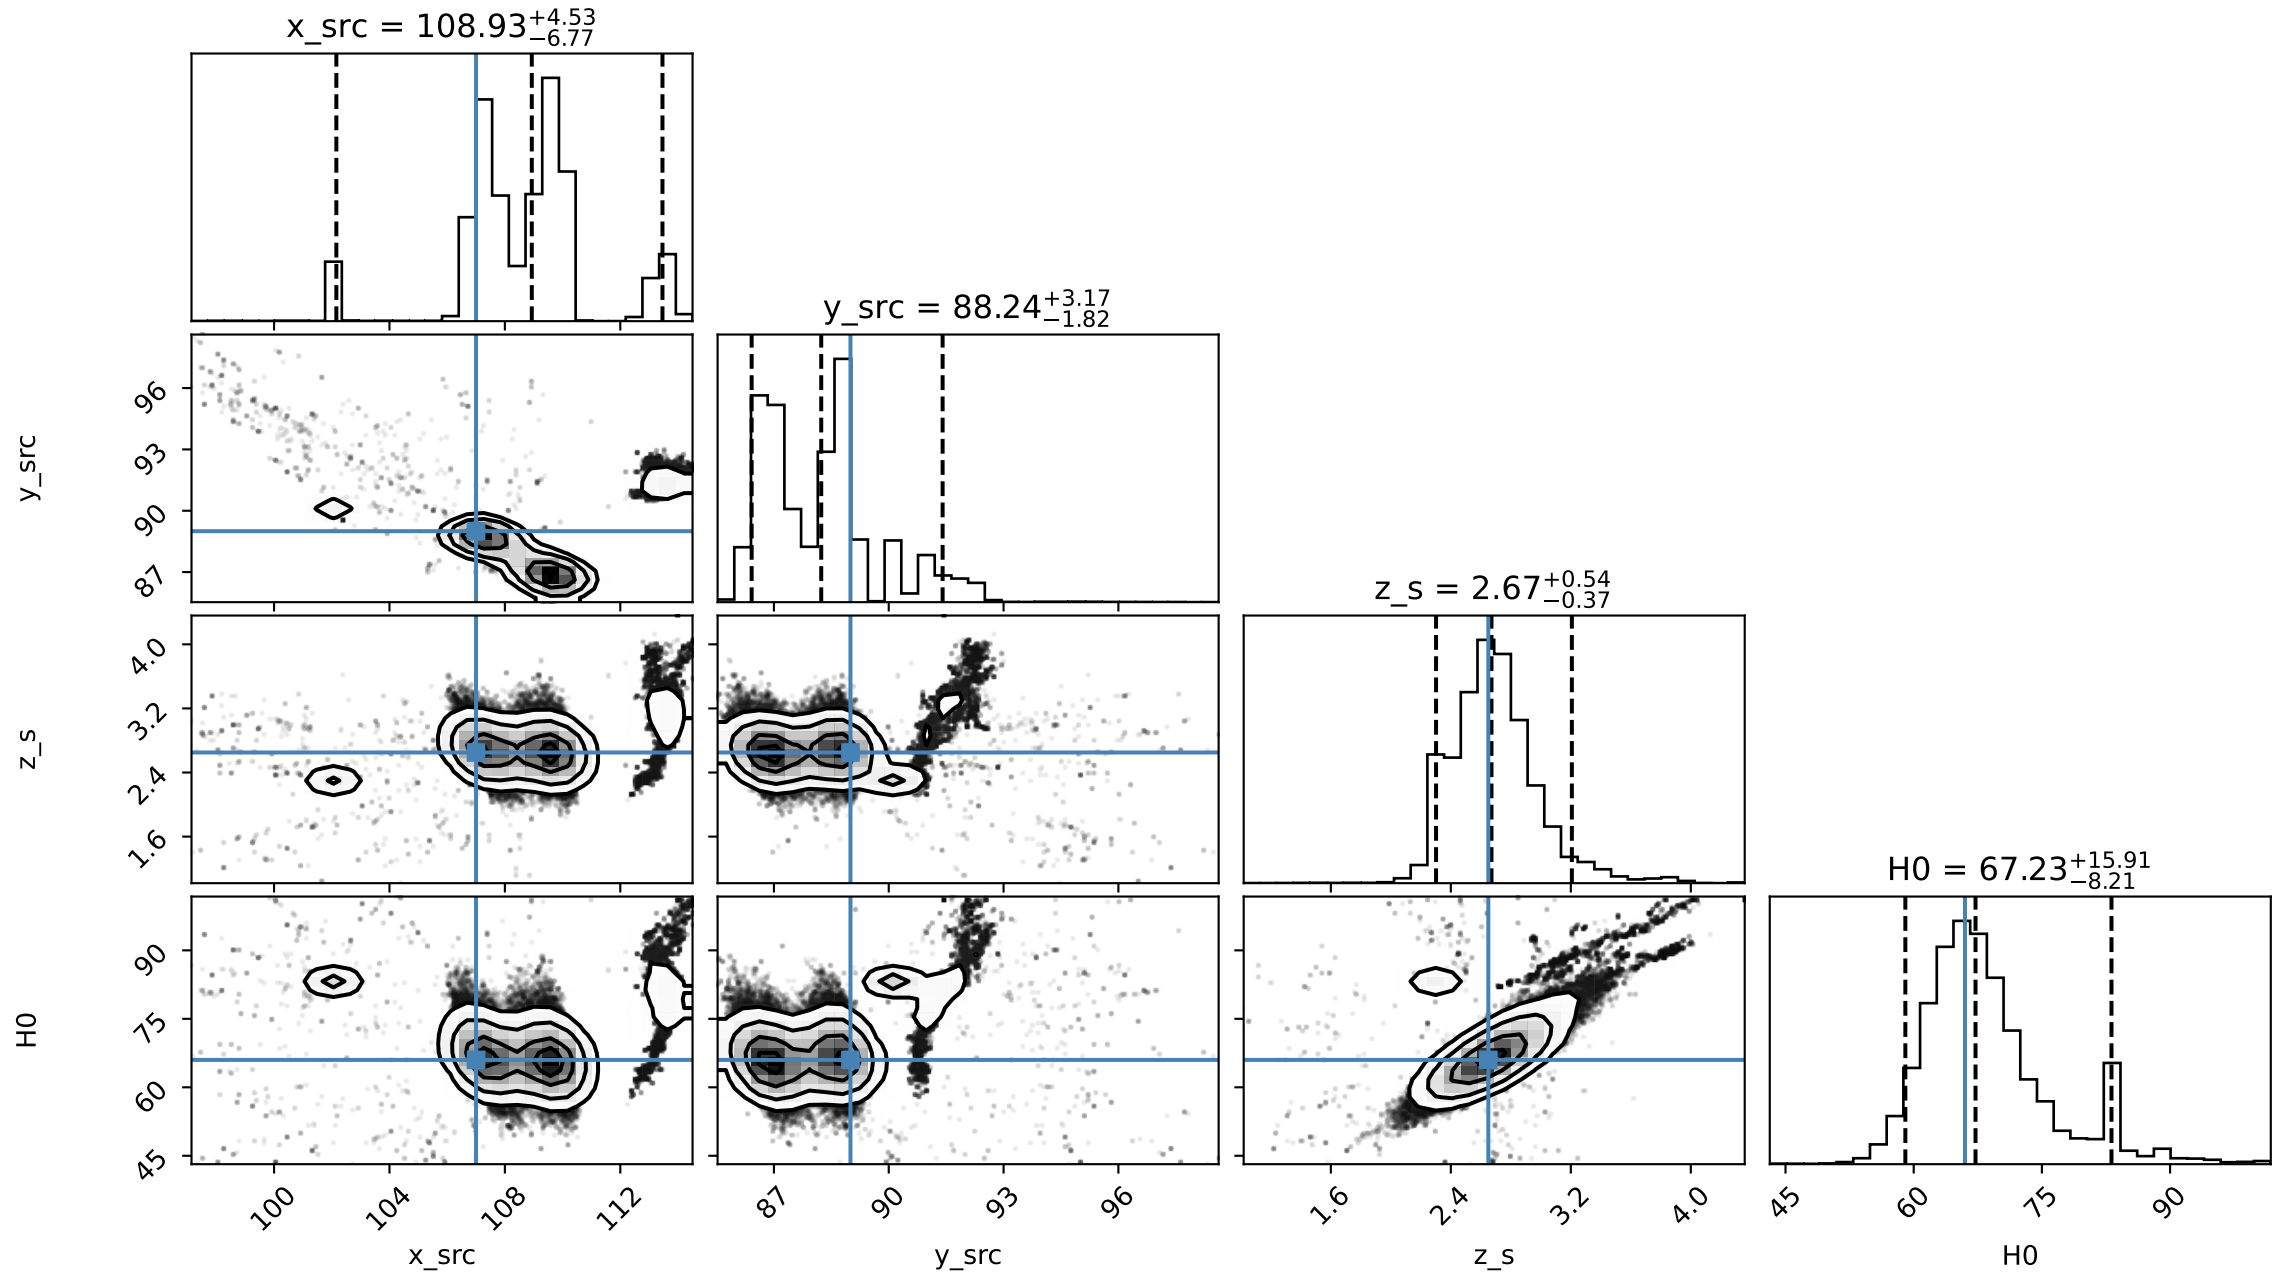 x_src = 108.93+4.53−6.77
y_src = 88.24+3.17−1.82
z_s = 2.67+0.54−0.37
H0 = 67.23+15.91−8.21
y_src
96
93
90
87
z_s
4.0
3.2
2.4
1.6
H0
90
75
60
45
100 104 108 112
87 90 93 96
1.6 2.4 3.2 4.0
45 60 75 90
x_src y_src z_s H0